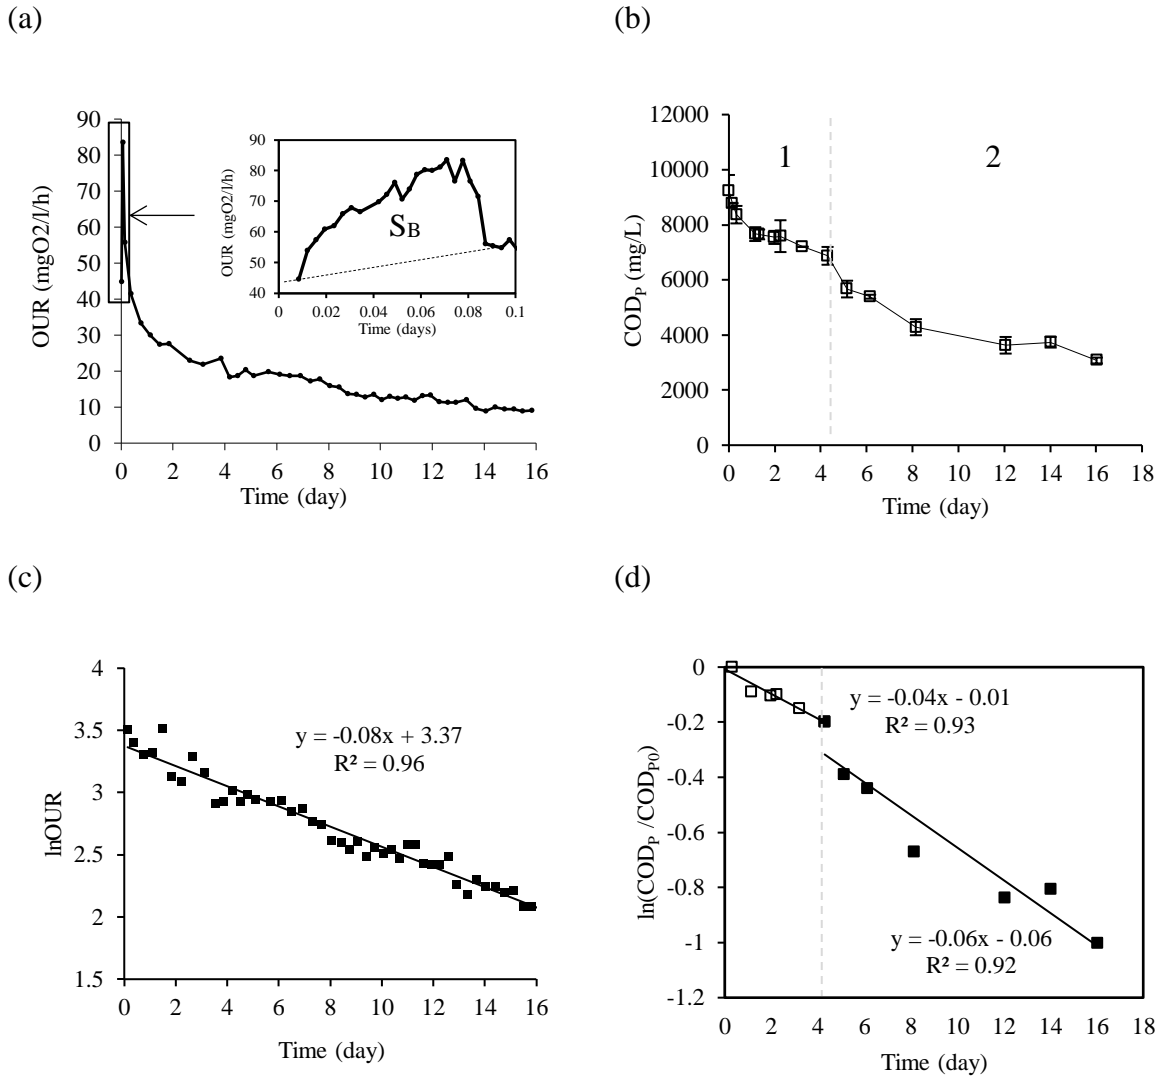 (a)
(b)
90
80
70
60
50
40
30
20
10
0
OUR (mgO2/l/h)
0 2 4 6 8 10 12 14 16
Time (day)
90
80
70
60
50
40
OUR (mgO2/l/h)
SB
0 0.02 0.04 0.06 0.08 0.1
Time (days)
12000
10000
8000
6000
4000
2000
0
CODP (mg/L)
1
2
0 2 4 6 8 10 12 14 16 18
Time (day)
(c)
(d)
4
3.5
3
2.5
2
1.5
lnOUR
y = -0.08x + 3.37
R² = 0.96
0 2 4 6 8 10 12 14 16
Time (day)
0
-0.2
-0.4
-0.6
-0.8
-1
-1.2
ln(CODP /CODP0)
y = -0.04x - 0.01
R² = 0.93
y = -0.06x - 0.06
R² = 0.92
0 2 4 6 8 10 12 14 16 18
Time (day)